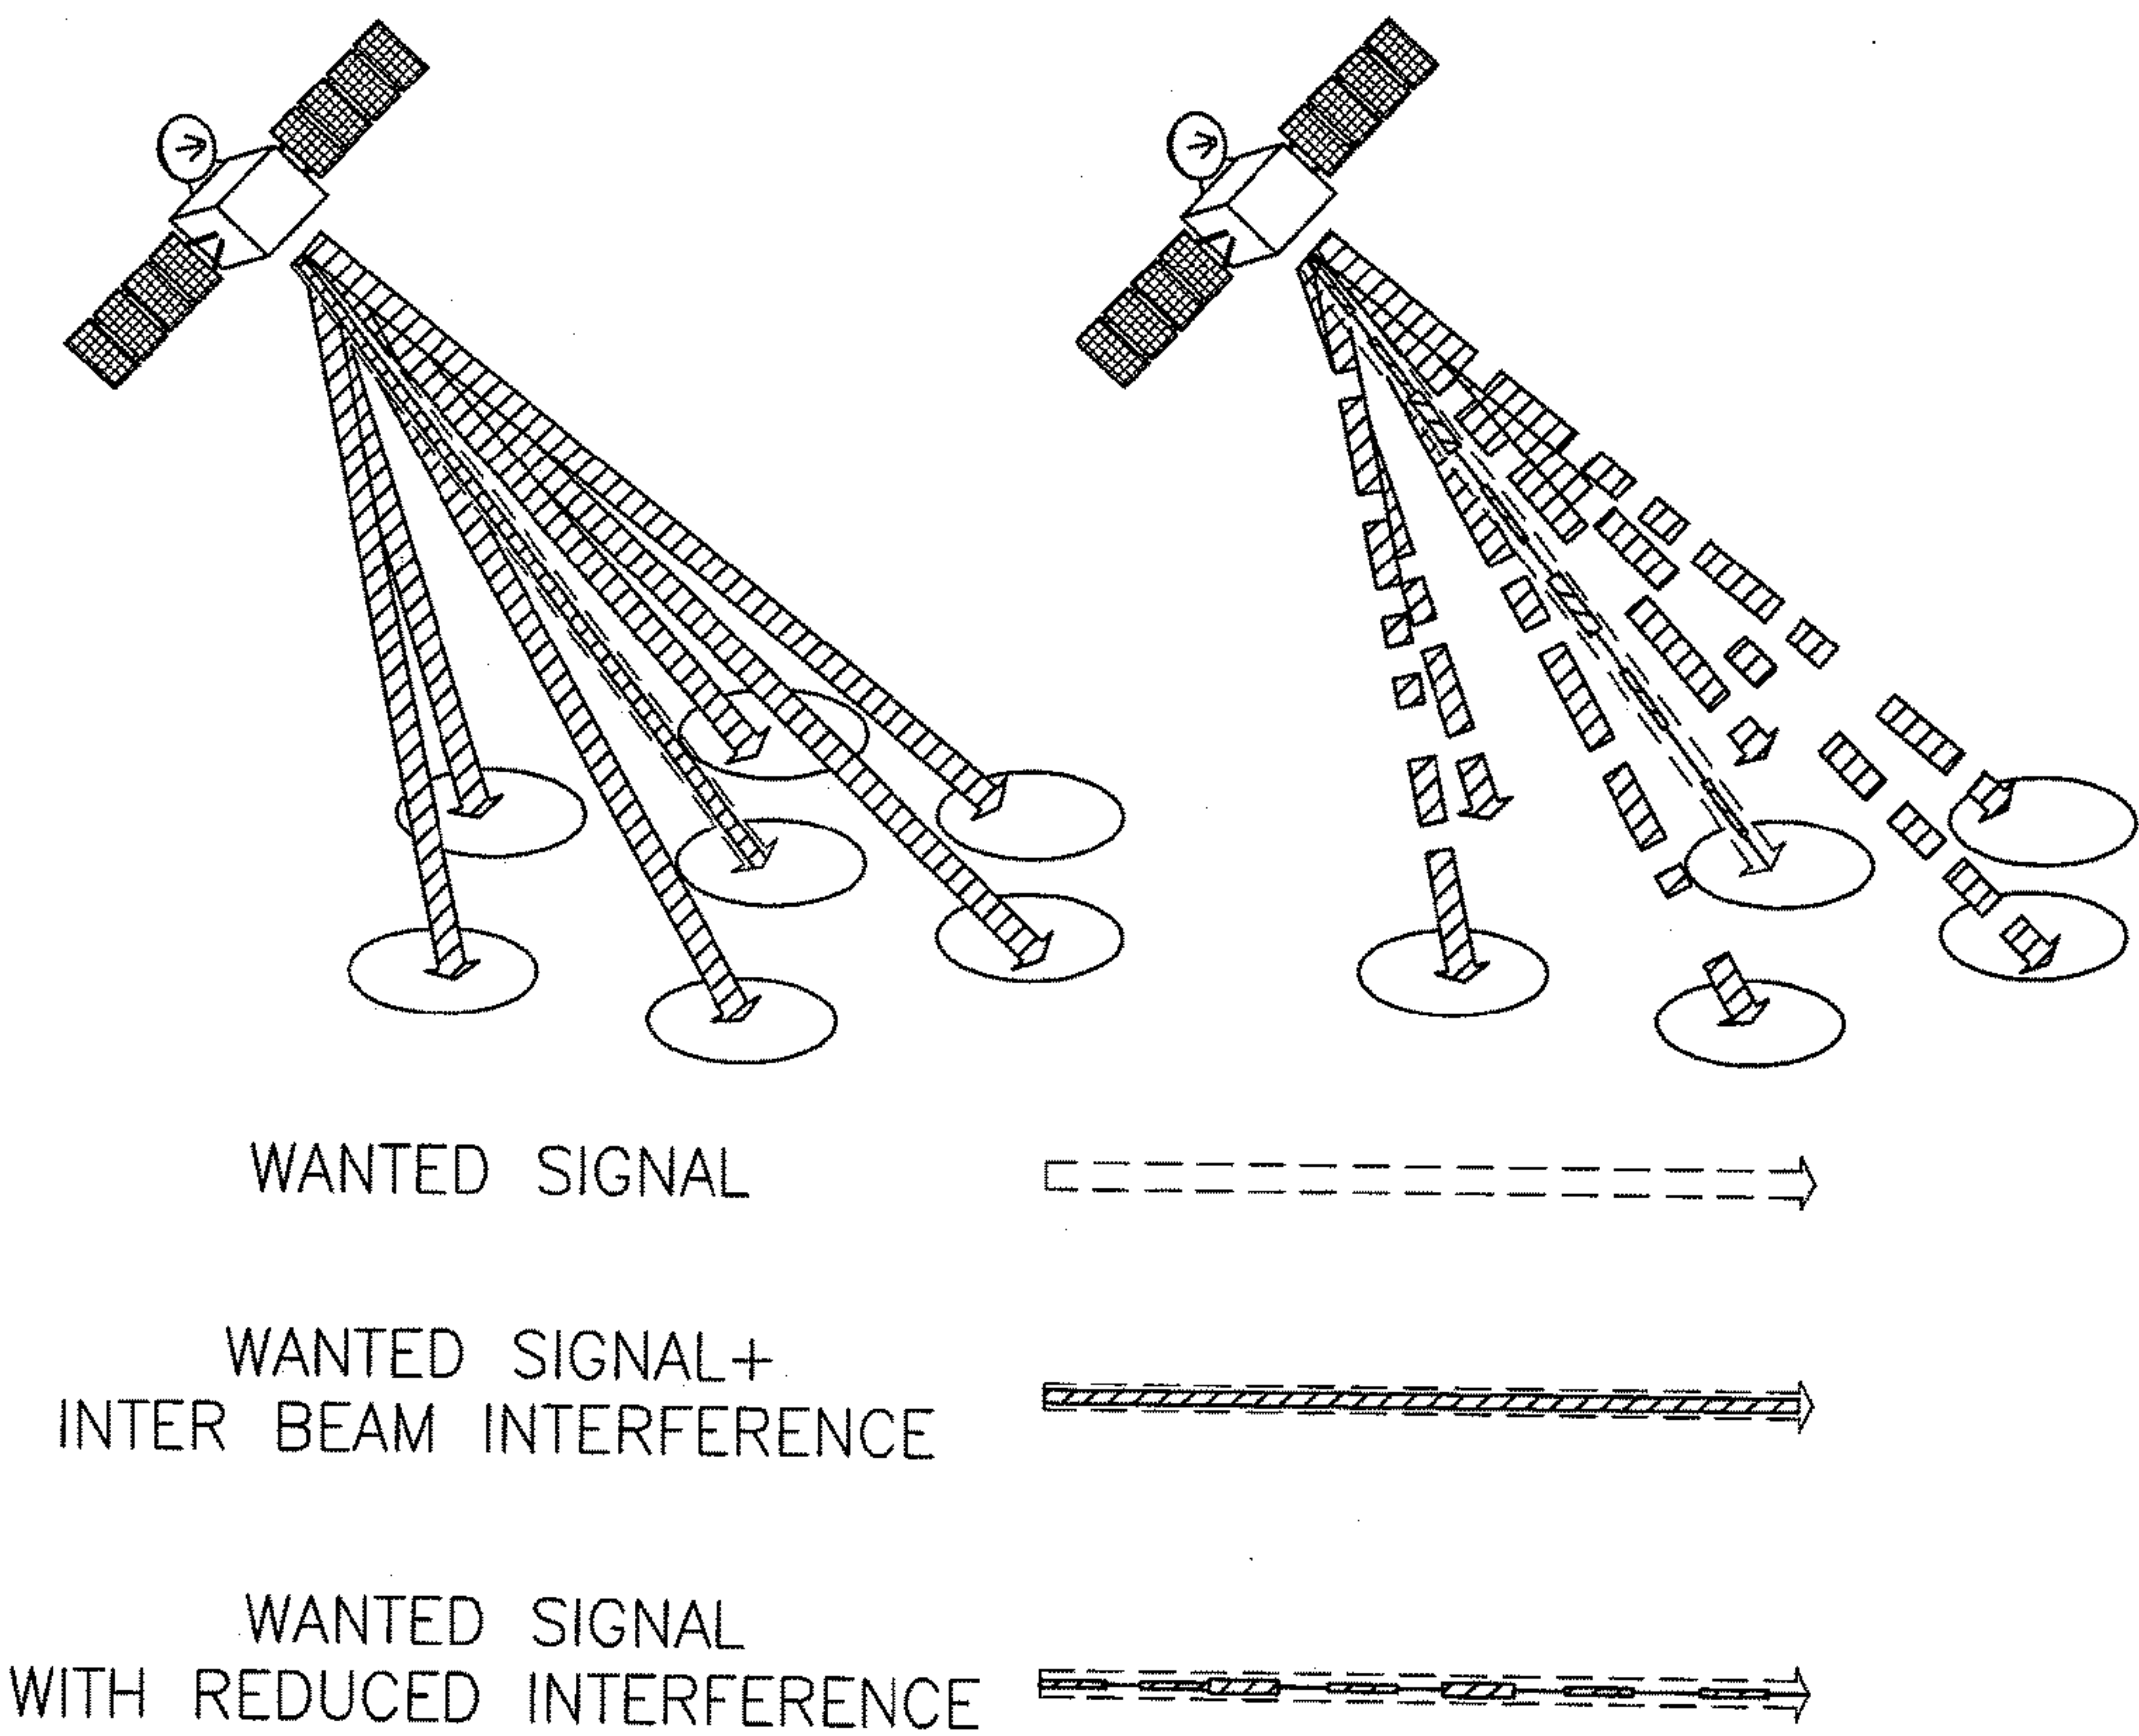 WANTED SIGNAL
WANTED SIGNAL+
INTER BEAM INTERFERENCE
WANTED SIGNAL
WITH REDUCED INTERFERENCE